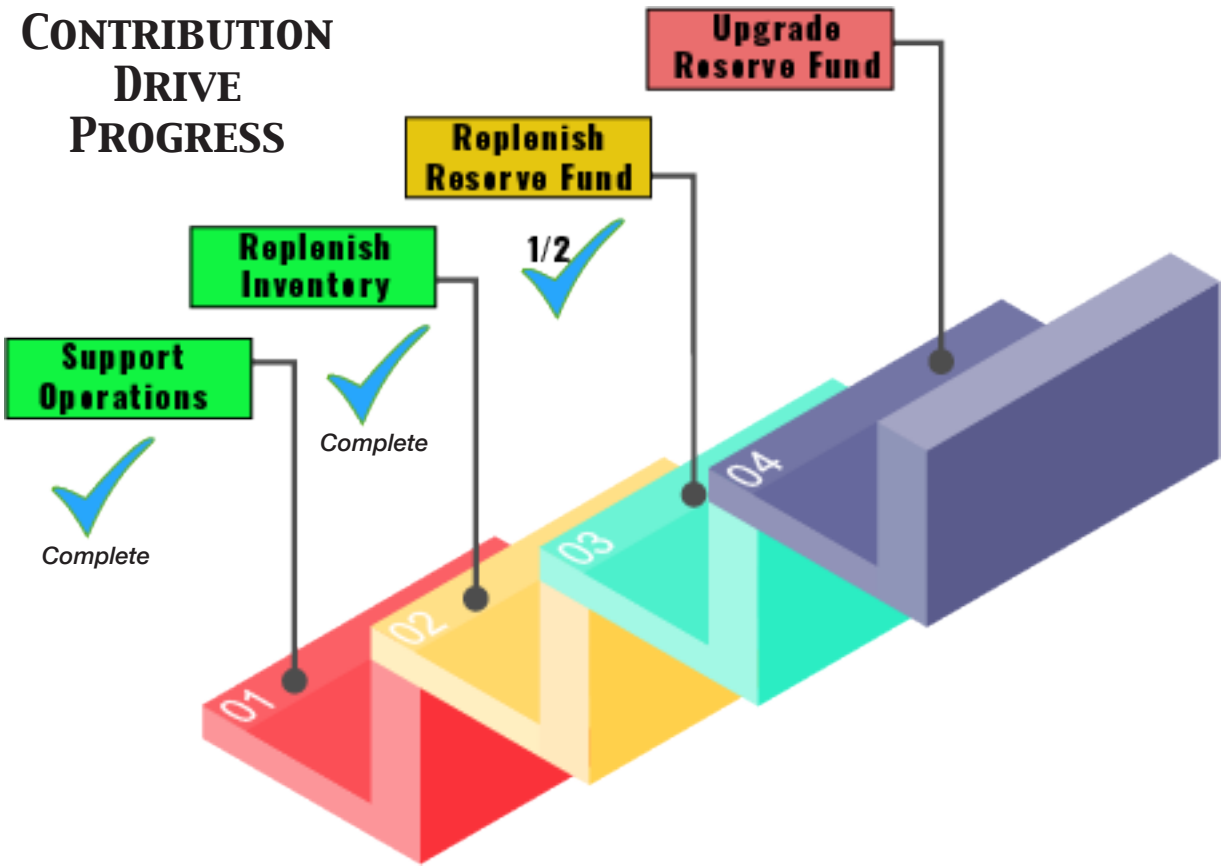 CONTRIBUTION
DRIVE
PROGRESS
Upgrade
Reserve Fund
Replenish
Reserve Fund
1/2
Replenish
Inventory
Complete
Support
Operations
Complete
01
02
03
04